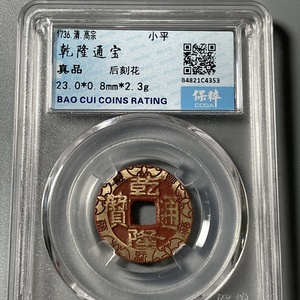 1736.清.高宗 小平
乾隆通宝
真品 后刻花
23.0*0.8mm*2.3g
BAO CUI COINS RATING
84821C4353
保粹
CCGA
乾隆通寶